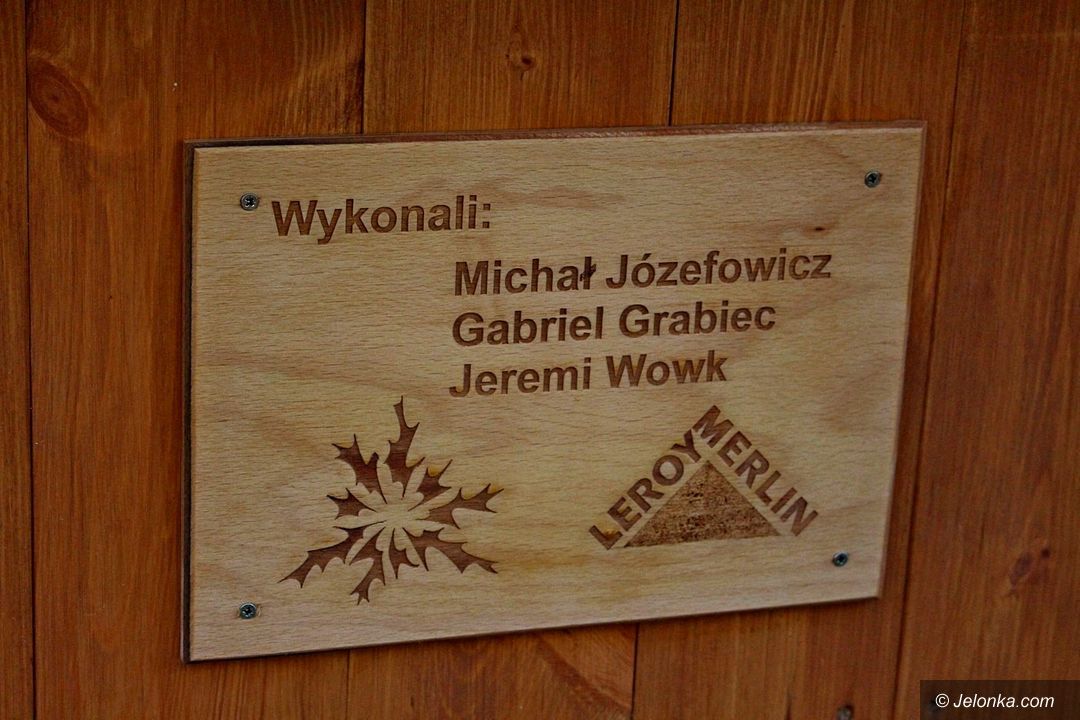 Wykonali:
Michał Józefowicz
Gabriel Grabiec
Jeremi Wowk
LEROY MERLIN
© Jelonka.com